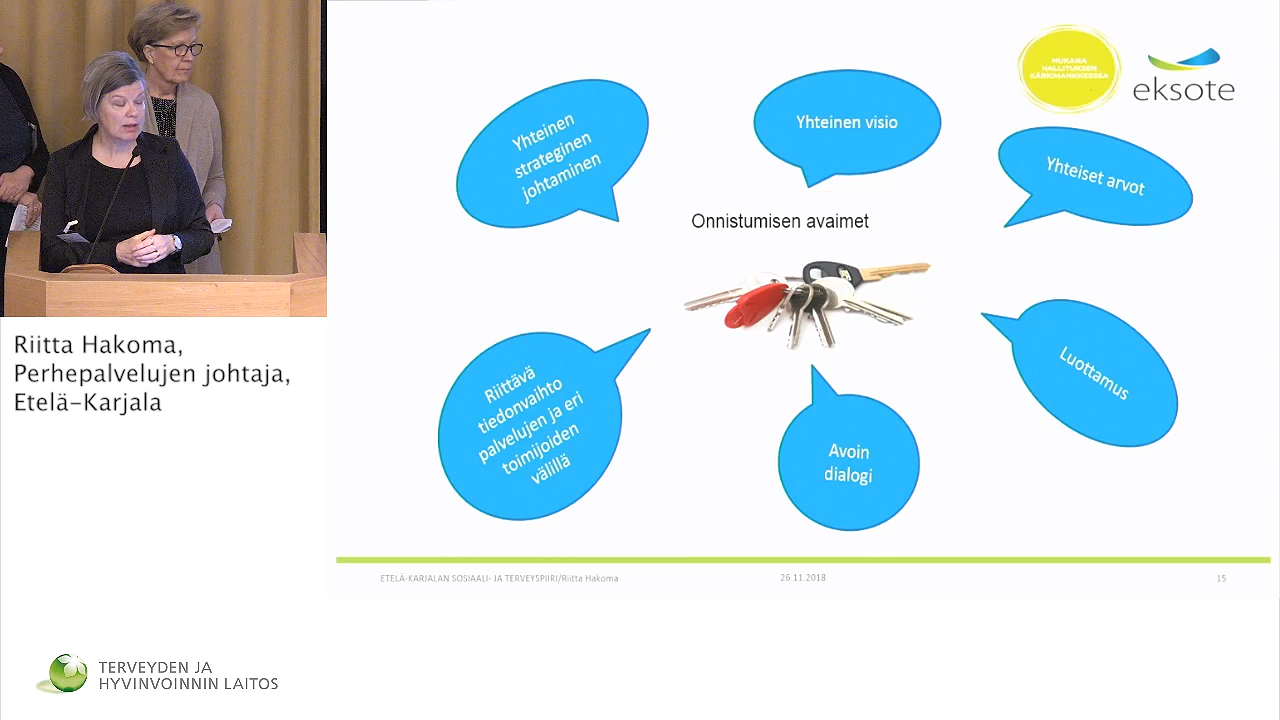 MUKANA
HALLITUKSEN
KÄRKIHANKKEESSA
eksote
Yhteinen
strateginen
johtaminen
Yhteinen visio
Yhteiset arvot
Onnistumisen avaimet
Riittävä
tiedonvaihto
palvelujen ja eri
toimijoiden
välillä
Avoin
dialogi
Luottamus
ETELÄ-KARJALAN SOSIAALI- JA TERVEYSPIIRI/Riitta Hakoma
26.11.2018
15
Riitta Hakoma,
Perhepalvelujen johtaja,
Etelä-Karjala
TERVEYDEN JA
HYVINVOINNIN LAITOS